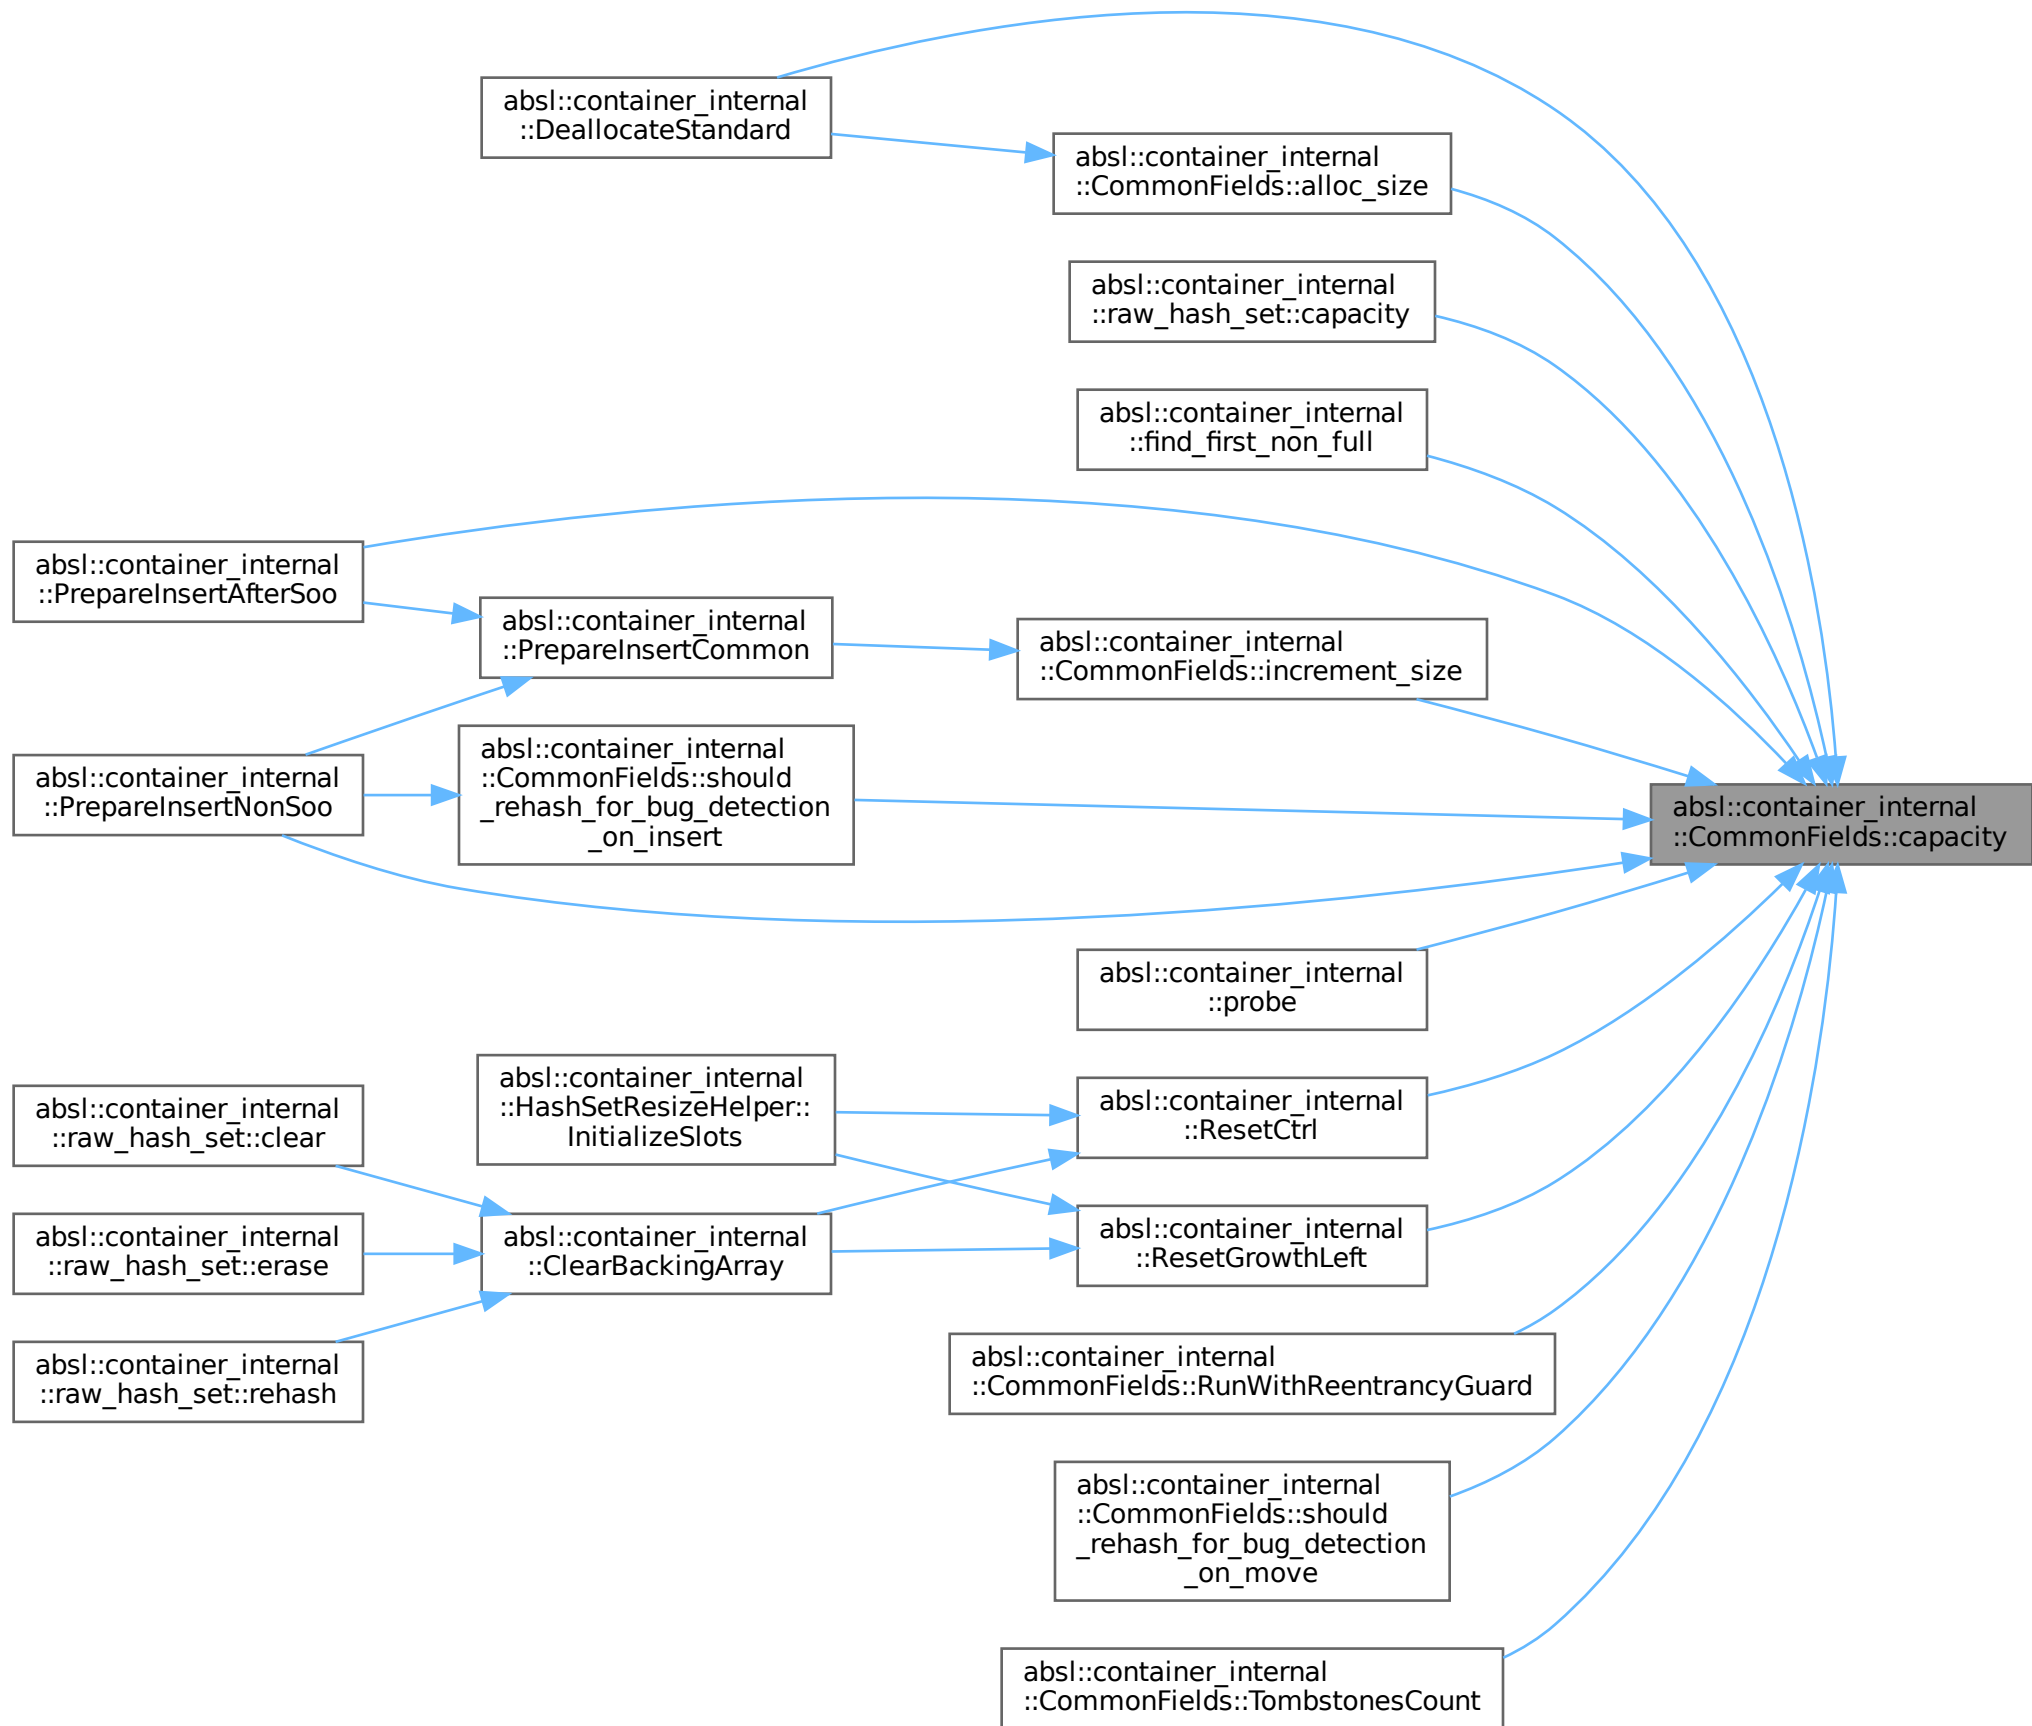 absl::container_internal
::DeallocateStandard
absl::container_internal
::CommonFields::alloc_size
absl::container_internal
::raw_hash_set::capacity
absl::container_internal
::find_first_non_full
absl::container_internal
::PrepareInsertAfterSoo
absl::container_internal
::PrepareInsertCommon
absl::container_internal
::CommonFields::increment_size
absl::container_internal
::PrepareInsertNonSoo
absl::container_internal
::CommonFields::should
_rehash_for_bug_detection
_on_insert
absl::container_internal
::CommonFields::capacity
absl::container_internal
::probe
absl::container_internal
::HashSetResizeHelper::
InitializeSlots
absl::container_internal
::ResetCtrl
absl::container_internal
::raw_hash_set::clear
absl::container_internal
::raw_hash_set::erase
absl::container_internal
::ClearBackingArray
absl::container_internal
::ResetGrowthLeft
absl::container_internal
::raw_hash_set::rehash
absl::container_internal
::CommonFields::RunWithReentrancyGuard
absl::container_internal
::CommonFields::should
_rehash_for_bug_detection
_on_move
absl::container_internal
::CommonFields::TombstonesCount